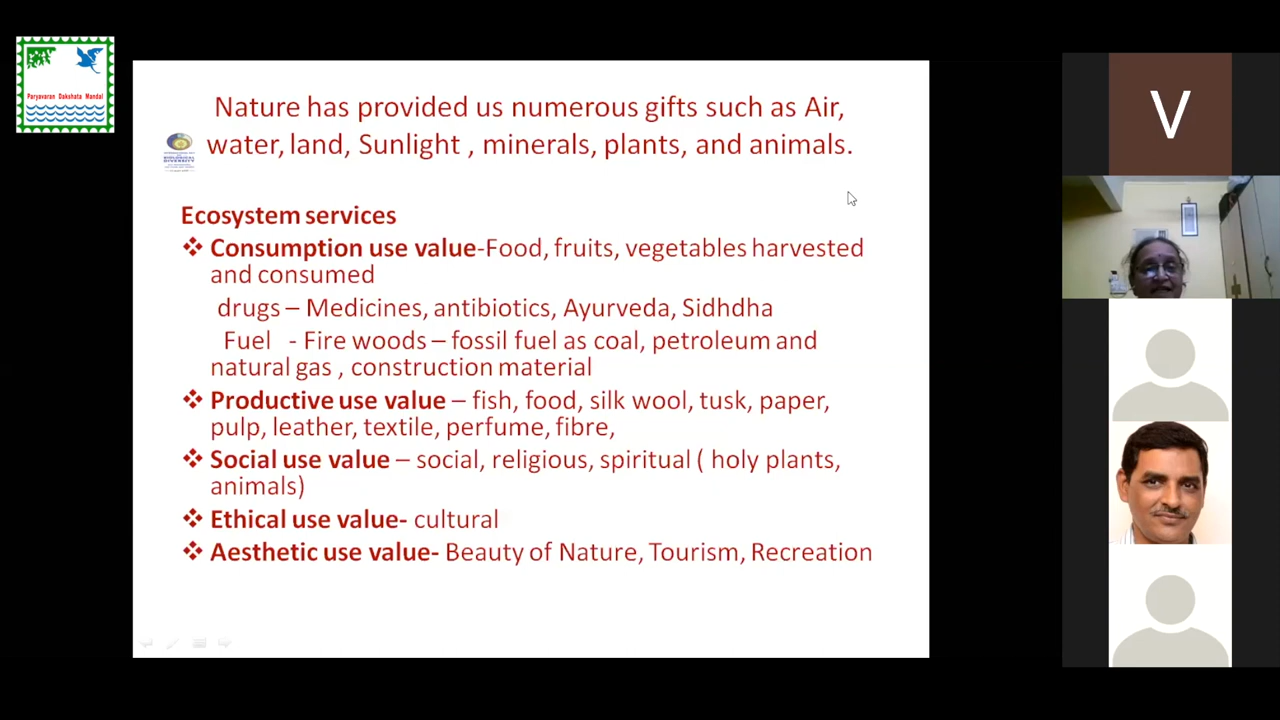 Paryavaran Dakshata Mandal
Nature has provided us numerous gifts such as Air,
water, land, Sunlight , minerals, plants, and animals.
Ecosystem services
❖ Consumption use value-Food, fruits, vegetables harvested
and consumed
drugs – Medicines, antibiotics, Ayurveda, Sidhdha
Fuel - Fire woods – fossil fuel as coal, petroleum and
natural gas , construction material
❖ Productive use value – fish, food, silk wool, tusk, paper,
pulp, leather, textile, perfume, fibre,
❖ Social use value – social, religious, spiritual ( holy plants,
animals)
❖ Ethical use value- cultural
❖ Aesthetic use value- Beauty of Nature, Tourism, Recreation
V